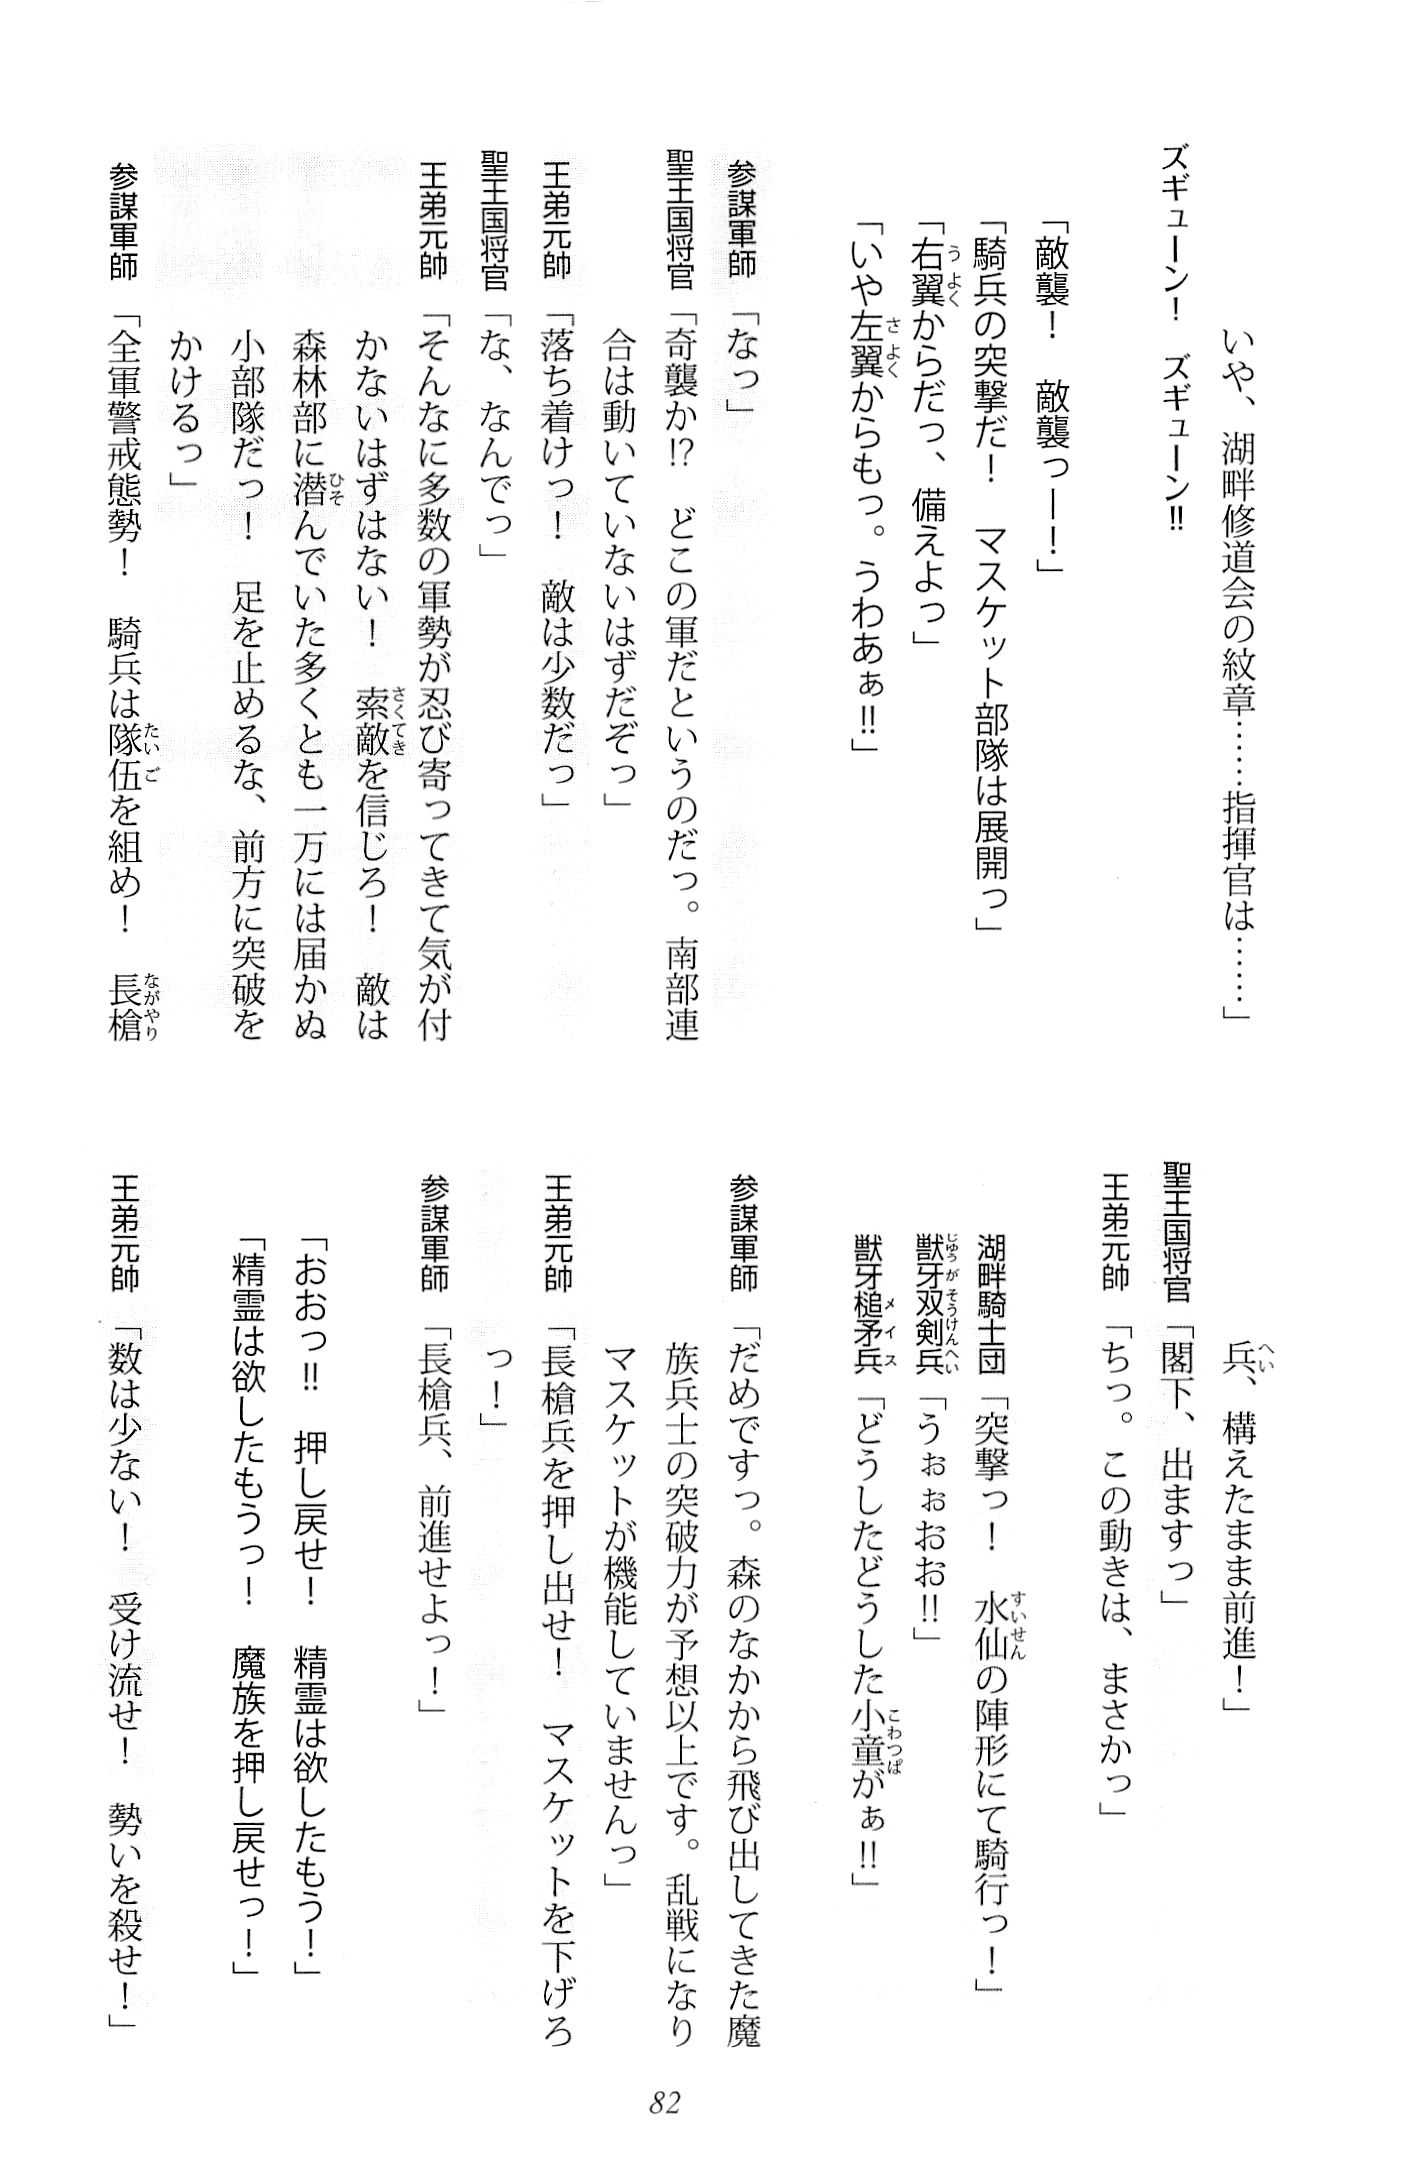 いや、湖畔修道会の紋章……指揮官は……」
ズギューン！　ズギューン‼
「敵襲！　敵襲っー！」
「騎兵の突撃だ！　マスケット部隊は展開っ」
「右翼からだっ、備えよっ」
「いや左翼からもっ。うわあぁ‼」
参謀軍師「なっ」
聖王国将官「奇襲か⁉　どこの軍だというのだっ。南部連
合は動いていないはずだぞっ」
王弟元帥「落ち着けっ！　敵は少数だっ」
聖王国将官「な、なんでっ」
王弟元帥「そんなに多数の軍勢が忍び寄ってきて気が付
かないはずはない！　索敵を信じろ！　敵は
森林部に潜んでいた多くとも一万には届かぬ
小部隊だっ！　足を止めるな、前方に突破を
かけるっ」
参謀軍師「全軍警戒態勢！　騎兵は隊伍を組め！　長槍
兵、構えたまま前進！」
聖王国将官「閣下、出ますっ」
王弟元帥「ちっ。この動きは、まさかっ」
湖畔騎士団「突撃っ！　水仙の陣形にて騎行っ！」
獣牙双剣兵「うぉぉおお‼」
獣牙槌矛兵「どうしたどうした小童がぁ‼」
参謀軍師「だめですっ。森のなかから飛び出してきた魔
族兵士の突破力が予想以上です。乱戦になり
マスケットが機能していませんっ」
王弟元帥「長槍兵を押し出せ！　マスケットを下げろ
っ！」
参謀軍師「長槍兵、前進せよっ！」
「おおっ‼　押し戻せ！　精霊は欲したもう！」
「精霊は欲したもうっ！　魔族を押し戻せっ！」
王弟元帥「数は少ない！　受け流せ！　勢いを殺せ！」
82